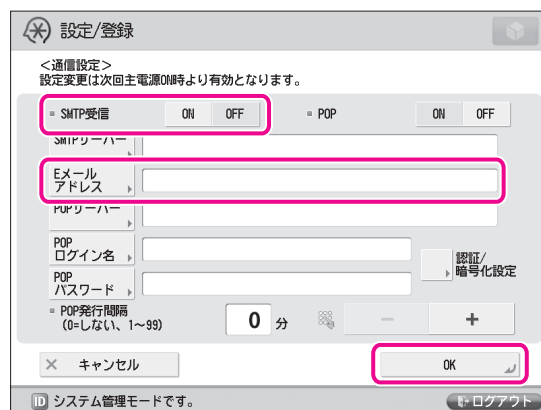 設定/登録
<通信設定>
設定変更は次回主電源ON時より有効となります。
SMTP受信 ON OFF POP ON OFF
SMTPサーバー
Eメール
アドレス
POPサーバー
POP
ログイン名
認証/
暗号化設定
POP
パスワード
POP発行間隔
(0=しない、1~99)
0 分 − +
× キャンセル OK
ID システム管理モードです。 ログアウト